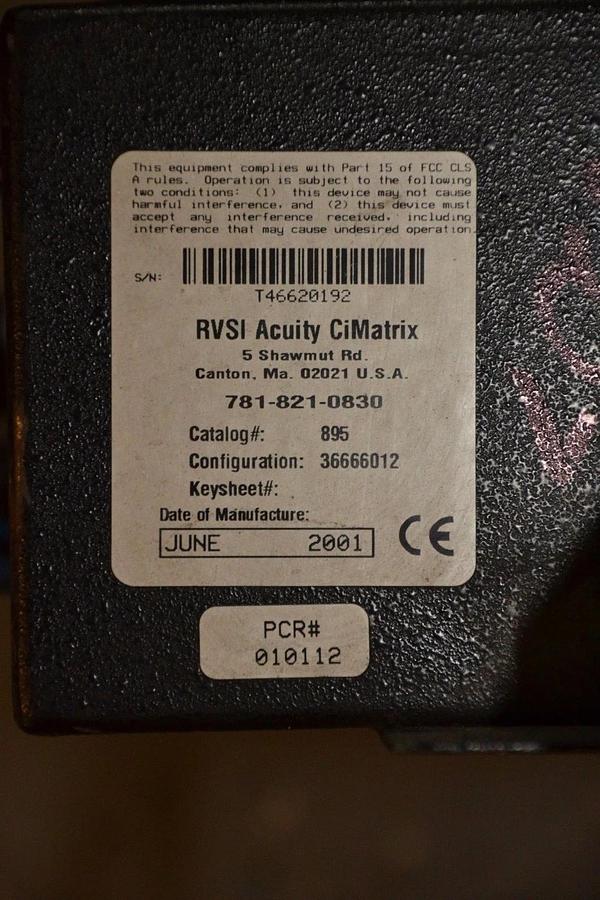 This equipment complies with Part 15 of FCC CLS
A rules. Operation is subject to the following
two conditions: (1) this device may not cause
harmful interference, and (2) this device must
accept any interference received, including
interference that may cause undesired operation.
S/N:
T46620192
RVSI Acuity CiMatrix
5 Shawmut Rd.
Canton, Ma. 02021 U.S.A.
781-821-0830
Catalog#: 895
Configuration: 36666012
Keysheet#:
Date of Manufacture:
JUNE 2001 CE
PCR#
010112